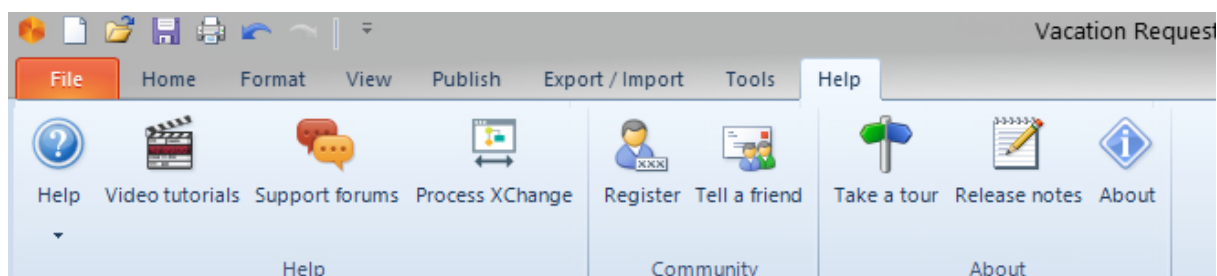 Vacation Request
File Home Format View Publish Export / Import Tools Help
xxx
Help Video tutorials Support forums Process XChange Register Tell a friend Take a tour Release notes About
Help Community About